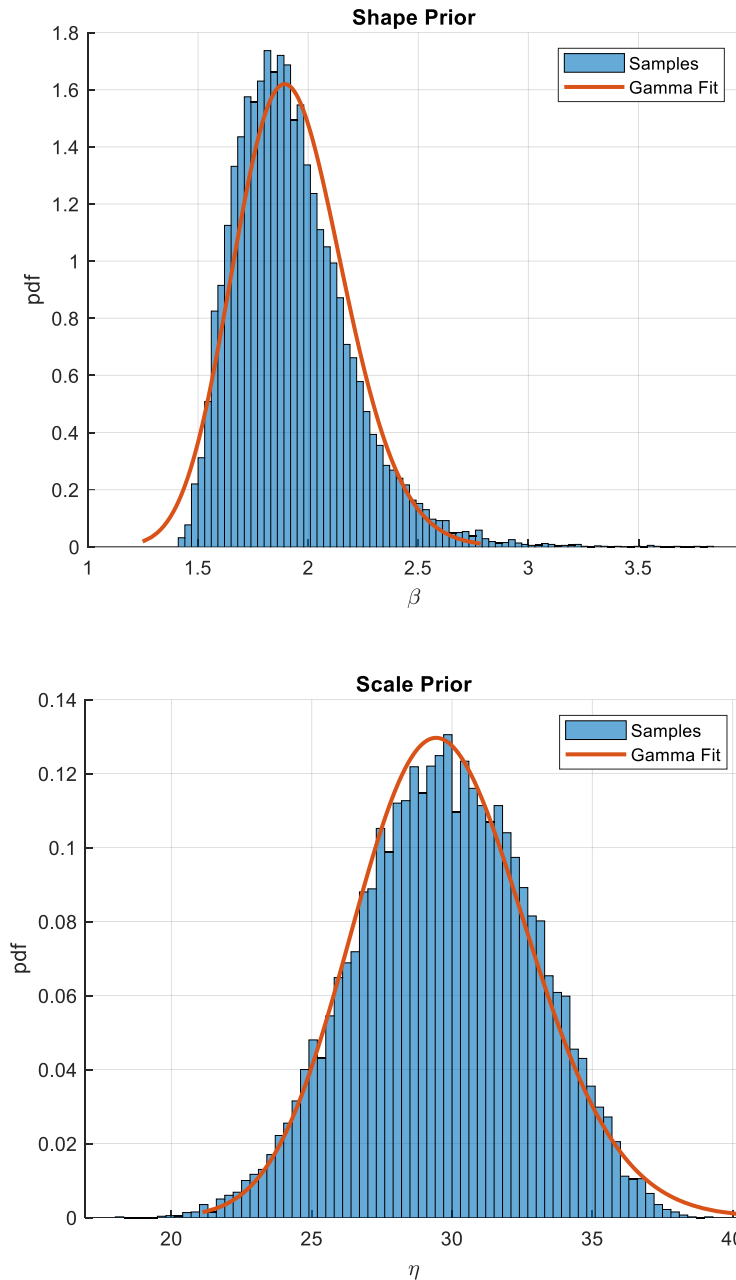 Shape Prior
1.8
1.6
1.4
1.2
1
0.8
0.6
0.4
0.2
0
pdf
Samples
Gamma Fit
1 1.5 2 2.5 3 3.5
β
Scale Prior
0.14
0.12
0.1
0.08
0.06
0.04
0.02
0
pdf
Samples
Gamma Fit
20 25 30 35 40
η